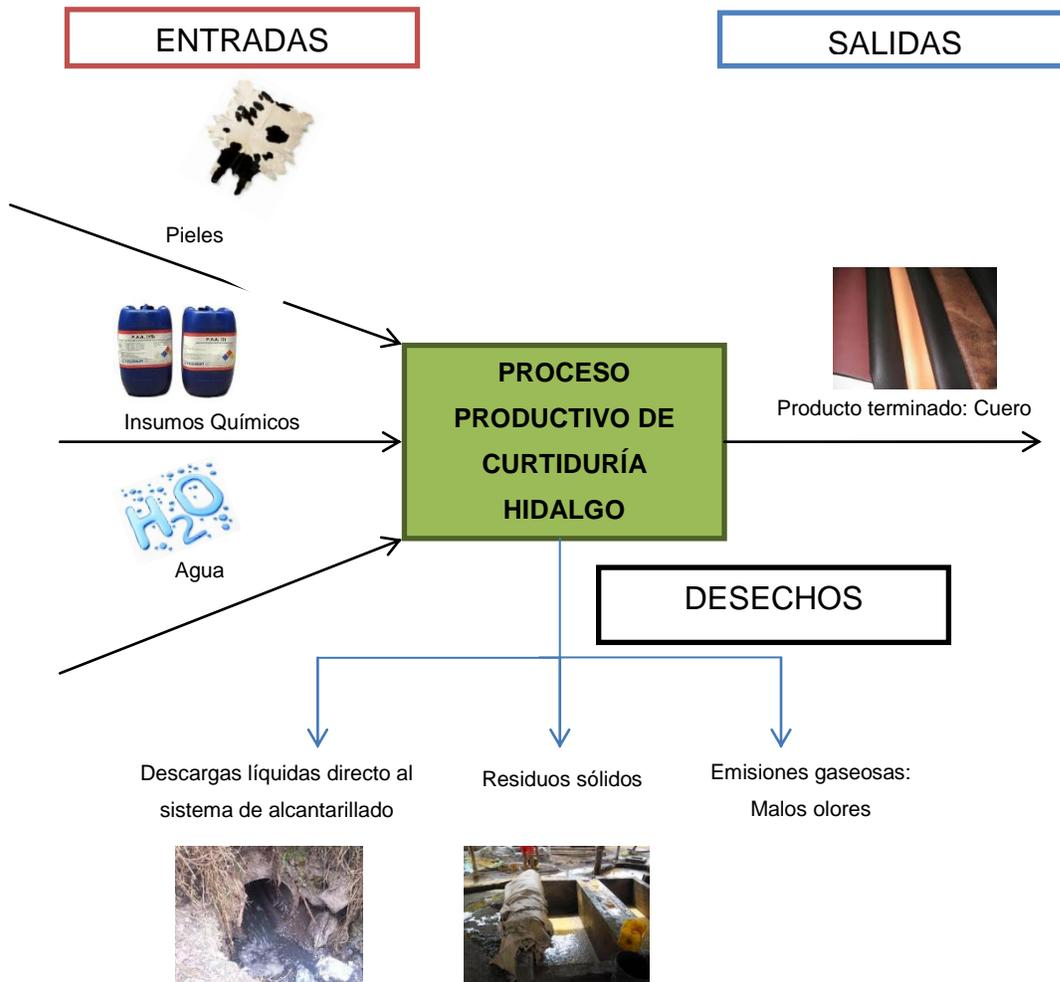 ENTRADAS
SALIDAS
Pieles
Insumos Químicos
H2O
Agua
PROCESO
PRODUCTIVO DE
CURTIDURÍA
HIDALGO
Producto terminado: Cuero
DESECHOS
Descargas líquidas directo al
sistema de alcantarillado
Residuos sólidos
Emisiones gaseosas:
Malos olores